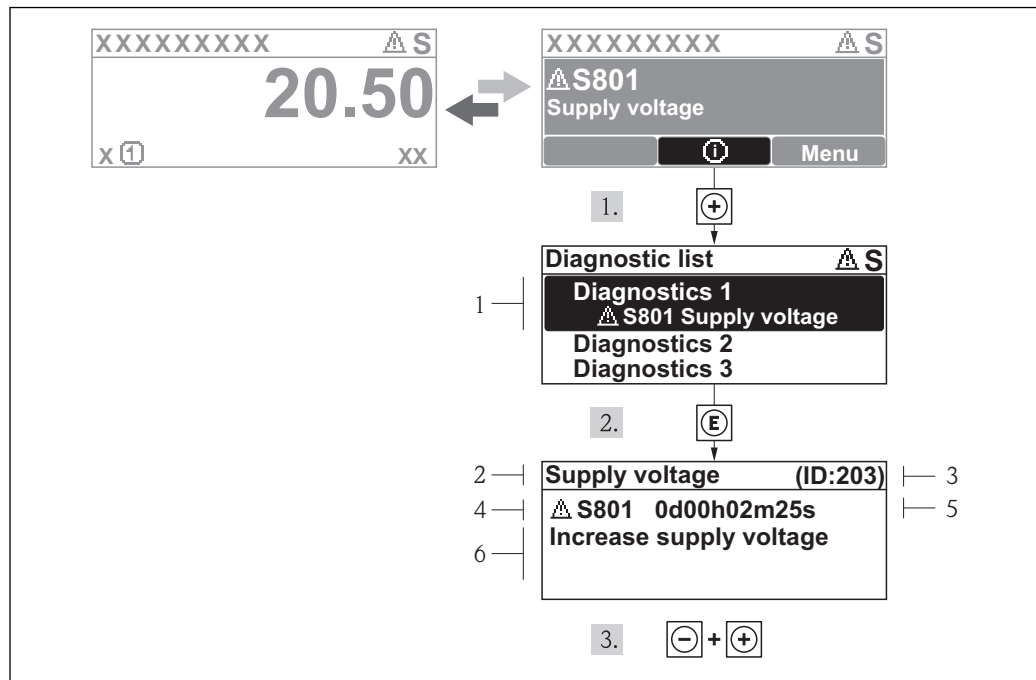 XXXXXXXXX ⚠ S
20.50
x ① xx
XXXXXXXXX ⚠ S
⚠ S801
Supply voltage
ⓘ Menu
1. +
Diagnostic list ⚠ S
1
Diagnostics 1
⚠ S801 Supply voltage
Diagnostics 2
Diagnostics 3
2. E
2 Supply voltage (ID:203) 3
4 ⚠ S801 0d00h02m25s 5
6 Increase supply voltage
3. − + +